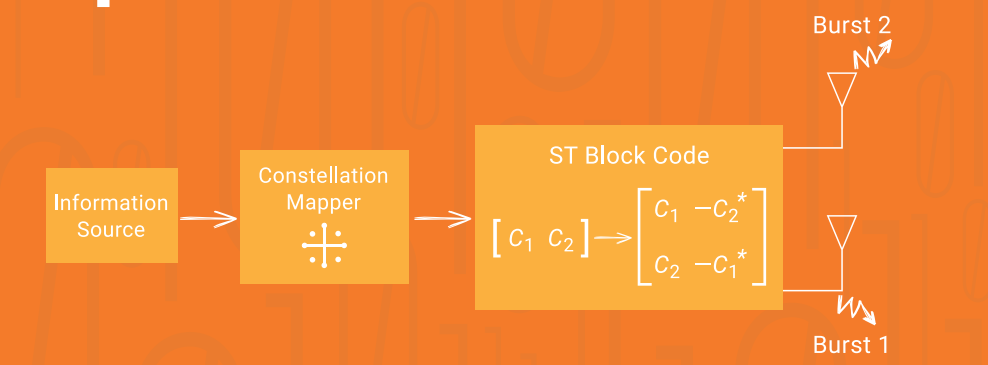 Burst 2
ST Block Code
Constellation
Mapper
Information
Source
[C₁ C₂] → [C₁ −C₂*
C₂ −C₁*]
Burst 1